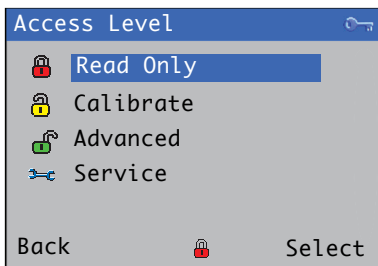 Access Level
Read Only
Calibrate
Advanced
Service
Back Select